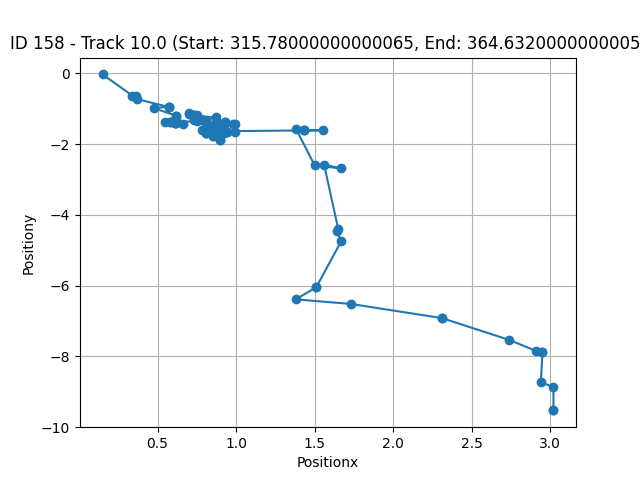 ID 158 - Track 10.0 (Start: 315.78000000000065, End: 364.6320000000005
0
−2
−4
−6
−8
−10
Positiony
0.5 1.0 1.5 2.0 2.5 3.0
Positionx